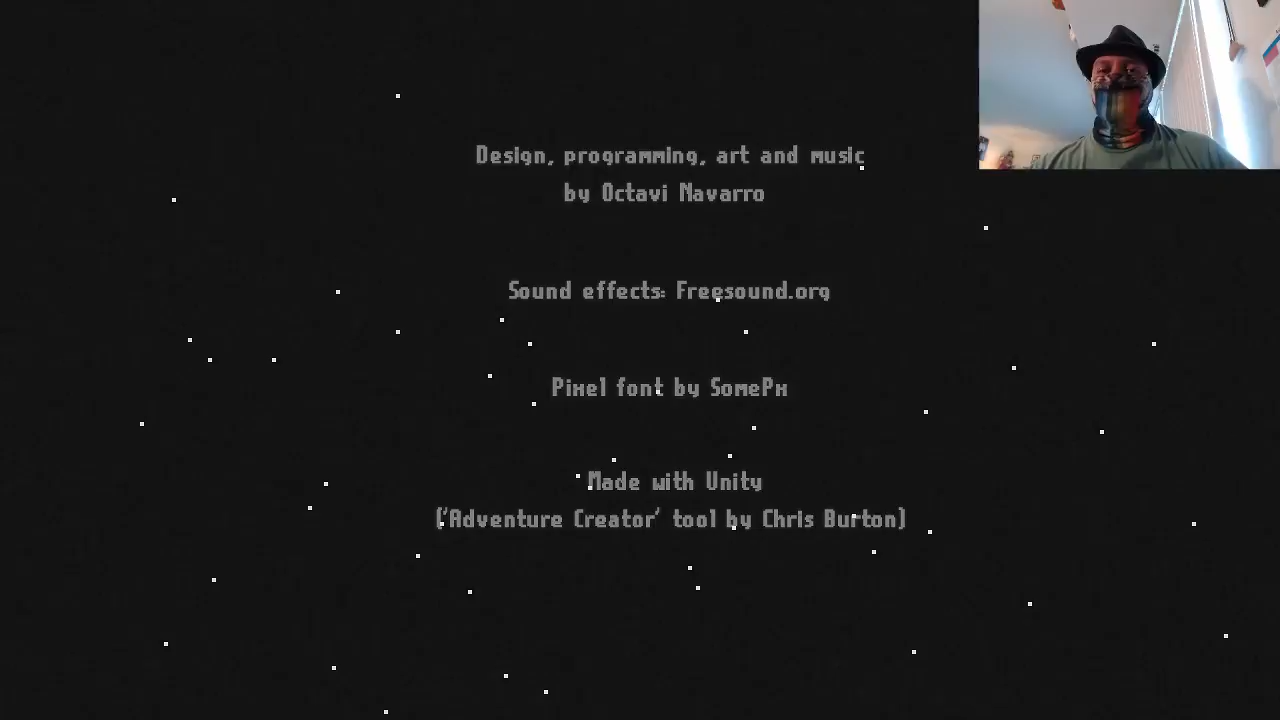 Design, programming, art and music
by Octavi Navarro
Sound effects: Freesound.org
Pixel font by SomePx
Made with Unity
('Adventure Creator' tool by Chris Burton)